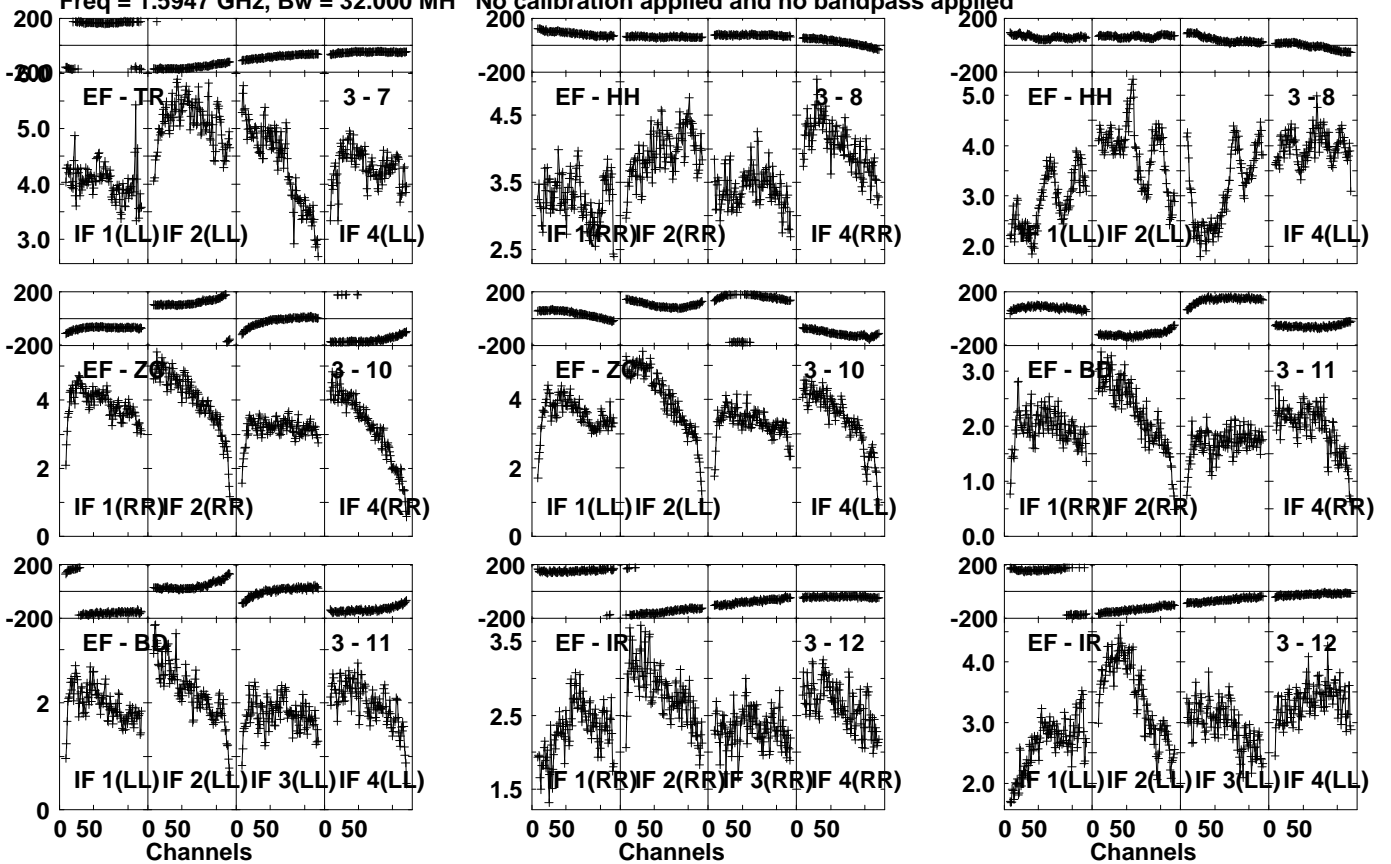 Freq = 1.5947 GHz, Bw = 32.000 MH No calibration applied and no bandpass applied
200
-200
5.0
4.0
3.0
EF - TR
3 - 7
IF 1(LL) IF 2(LL) IF 4(LL)
200
-200
4.5
3.5
2.5
EF - HH
3 - 8
IF 1(RR) IF 2(RR) IF 4(RR)
200
-200
5.0
4.0
3.0
2.0
EF - HH
3 - 8
IF 1(LL) IF 2(LL) IF 4(LL)
200
-200
4
2
0
EF - ZC
3 - 10
IF 1(RR) IF 2(RR) IF 4(RR)
200
-200
4
2
0
EF - ZC
3 - 10
IF 1(LL) IF 2(LL) IF 4(LL)
200
-200
3.0
2.0
1.0
0.0
EF - BD
3 - 11
IF 1(RR) IF 2(RR) IF 4(RR)
200
-200
2
0
EF - BD
3 - 11
IF 1(LL) IF 2(LL) IF 3(LL) IF 4(LL)
0 50 0 50 0 50 0 50
Channels
200
-200
3.5
2.5
1.5
EF - IR
3 - 12
IF 1(RR) IF 2(RR) IF 3(RR) IF 4(RR)
0 50 0 50 0 50 0 50
Channels
200
-200
4.0
3.0
2.0
EF - IR
3 - 12
IF 1(LL) IF 2(LL) IF 3(LL) IF 4(LL)
0 50 0 50 0 50 0 50
Channels